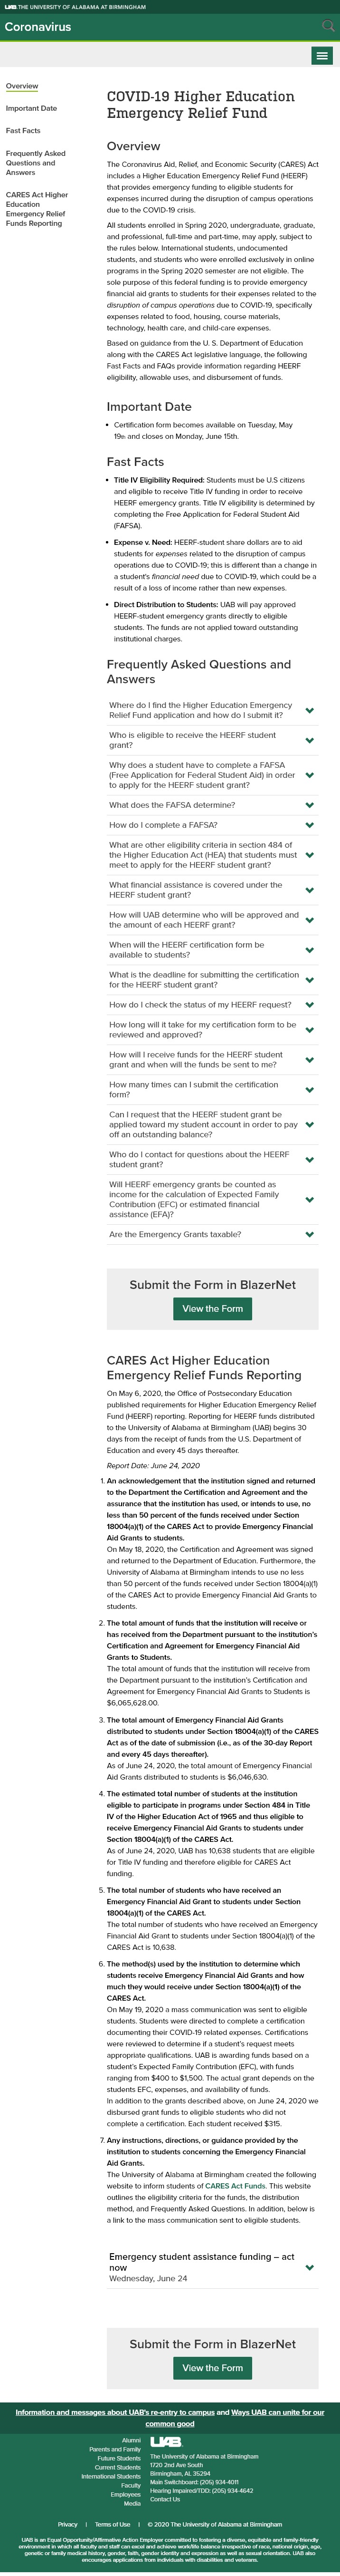 UAB THE UNIVERSITY OF ALABAMA AT BIRMINGHAM
Coronavirus
Overview
Important Date
Fast Facts
Frequently Asked
Questions and
Answers
CARES Act Higher
Education
Emergency Relief
Funds Reporting
COVID-19 Higher Education
Emergency Relief Fund
Overview
The Coronavirus Aid, Relief, and Economic Security (CARES) Act
includes a Higher Education Emergency Relief Fund (HEERF)
that provides emergency funding to eligible students for
expenses incurred during the disruption of campus operations
due to the COVID-19 crisis.
All students enrolled in Spring 2020, undergraduate, graduate,
and professional, full-time and part-time, may apply, subject to
the rules below. International students, undocumented
students, and students who were enrolled exclusively in online
programs in the Spring 2020 semester are not eligible. The
sole purpose of this federal funding is to provide emergency
financial aid grants to students for their expenses related to the
disruption of campus operations due to COVID-19, specifically
expenses related to food, housing, course materials,
technology, health care, and child-care expenses.
Based on guidance from the U. S. Department of Education
along with the CARES Act legislative language, the following
Fast Facts and FAQs provide information regarding HEERF
eligibility, allowable uses, and disbursement of funds.
Important Date
• Certification form becomes available on Tuesday, May
19th and closes on Monday, June 15th.
Fast Facts
• Title IV Eligibility Required: Students must be U.S citizens
and eligible to receive Title IV funding in order to receive
HEERF emergency grants. Title IV eligibility is determined by
completing the Free Application for Federal Student Aid
(FAFSA).
• Expense v. Need: HEERF-student share dollars are to aid
students for expenses related to the disruption of campus
operations due to COVID-19; this is different than a change in
a student's financial need due to COVID-19, which could be a
result of a loss of income rather than new expenses.
• Direct Distribution to Students: UAB will pay approved
HEERF-student emergency grants directly to eligible
students. The funds are not applied toward outstanding
institutional charges.
Frequently Asked Questions and
Answers
Where do I find the Higher Education Emergency
Relief Fund application and how do I submit it?
Who is eligible to receive the HEERF student
grant?
Why does a student have to complete a FAFSA
(Free Application for Federal Student Aid) in order
to apply for the HEERF student grant?
What does the FAFSA determine?
How do I complete a FAFSA?
What are other eligibility criteria in section 484 of
the Higher Education Act (HEA) that students must
meet to apply for the HEERF student grant?
What financial assistance is covered under the
HEERF student grant?
How will UAB determine who will be approved and
the amount of each HEERF grant?
When will the HEERF certification form be
available to students?
What is the deadline for submitting the certification
for the HEERF student grant?
How do I check the status of my HEERF request?
How long will it take for my certification form to be
reviewed and approved?
How will I receive funds for the HEERF student
grant and when will the funds be sent to me?
How many times can I submit the certification
form?
Can I request that the HEERF student grant be
applied toward my student account in order to pay
off an outstanding balance?
Who do I contact for questions about the HEERF
student grant?
Will HEERF emergency grants be counted as
income for the calculation of Expected Family
Contribution (EFC) or estimated financial
assistance (EFA)?
Are the Emergency Grants taxable?
Submit the Form in BlazerNet
View the Form
CARES Act Higher Education
Emergency Relief Funds Reporting
On May 6, 2020, the Office of Postsecondary Education
published requirements for Higher Education Emergency Relief
Fund (HEERF) reporting. Reporting for HEERF funds distributed
to the University of Alabama at Birmingham (UAB) begins 30
days from the receipt of funds from the U.S. Department of
Education and every 45 days thereafter.
Report Date: June 24, 2020
1. An acknowledgement that the institution signed and returned
to the Department the Certification and Agreement and the
assurance that the institution has used, or intends to use, no
less than 50 percent of the funds received under Section
18004(a)(1) of the CARES Act to provide Emergency Financial
Aid Grants to students.
On May 18, 2020, the Certification and Agreement was signed
and returned to the Department of Education. Furthermore, the
University of Alabama at Birmingham intends to use no less
than 50 percent of the funds received under Section 18004(a)(1)
of the CARES Act to provide Emergency Financial Aid Grants to
students.
2. The total amount of funds that the institution will receive or
has received from the Department pursuant to the institution's
Certification and Agreement for Emergency Financial Aid
Grants to Students.
The total amount of funds that the institution will receive from
the Department pursuant to the institution's Certification and
Agreement for Emergency Financial Aid Grants to Students is
$6,065,628.00.
3. The total amount of Emergency Financial Aid Grants
distributed to students under Section 18004(a)(1) of the CARES
Act as of the date of submission (i.e., as of the 30-day Report
and every 45 days thereafter).
As of June 24, 2020, the total amount of Emergency Financial
Aid Grants distributed to students is $6,046,630.
4. The estimated total number of students at the institution
eligible to participate in programs under Section 484 in Title
IV of the Higher Education Act of 1965 and thus eligible to
receive Emergency Financial Aid Grants to students under
Section 18004(a)(1) of the CARES Act.
As of June 24, 2020, UAB has 10,638 students that are eligible
for Title IV funding and therefore eligible for CARES Act
funding.
5. The total number of students who have received an
Emergency Financial Aid Grant to students under Section
18004(a)(1) of the CARES Act.
The total number of students who have received an Emergency
Financial Aid Grant to students under Section 18004(a)(1) of the
CARES Act is 10,638.
6. The method(s) used by the institution to determine which
students receive Emergency Financial Aid Grants and how
much they would receive under Section 18004(a)(1) of the
CARES Act.
On May 19, 2020 a mass communication was sent to eligible
students. Students were directed to complete a certification
documenting their COVID-19 related expenses. Certifications
were reviewed to determine if a student's request meets
appropriate qualifications. UAB is awarding funds based on a
student's Expected Family Contribution (EFC), with funds
ranging from $400 to $1,500. The actual grant depends on the
students EFC, expenses, and availability of funds.
In addition to the grants described above, on June 24, 2020 we
disbursed grant funds to eligible students who did not
complete a certification. Each student received $315.
7. Any instructions, directions, or guidance provided by the
institution to students concerning the Emergency Financial
Aid Grants.
The University of Alabama at Birmingham created the following
website to inform students of CARES Act Funds. This website
outlines the eligibility criteria for the funds, the distribution
method, and Frequently Asked Questions. In addition, below is
a link to the mass communication sent to eligible students.
Emergency student assistance funding – act
now
Wednesday, June 24
Submit the Form in BlazerNet
View the Form
Information and messages about UAB's re-entry to campus and Ways UAB can unite for our
common good
Alumni
Parents and Family
Future Students
Current Students
International Students
Faculty
Employees
Media
UAB
The University of Alabama at Birmingham
1720 2nd Ave South
Birmingham, AL 35294
Main Switchboard: (205) 934-4011
Hearing Impaired/TDD: (205) 934-4642
Contact Us
Privacy | Terms of Use | © 2020 The University of Alabama at Birmingham
UAB is an Equal Opportunity/Affirmative Action Employer committed to fostering a diverse, equitable and family-friendly
environment in which all faculty and staff can excel and achieve work/life balance irrespective of race, national origin, age,
genetic or family medical history, gender, faith, gender identity and expression as well as sexual orientation. UAB also
encourages applications from individuals with disabilities and veterans.